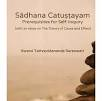 Sādhana Catuṣṭayam
Prerequisites for Self-Inquiry
(with an essay on The Theory of Cause and Effect)
Swami Tattvavidananda Saraswati